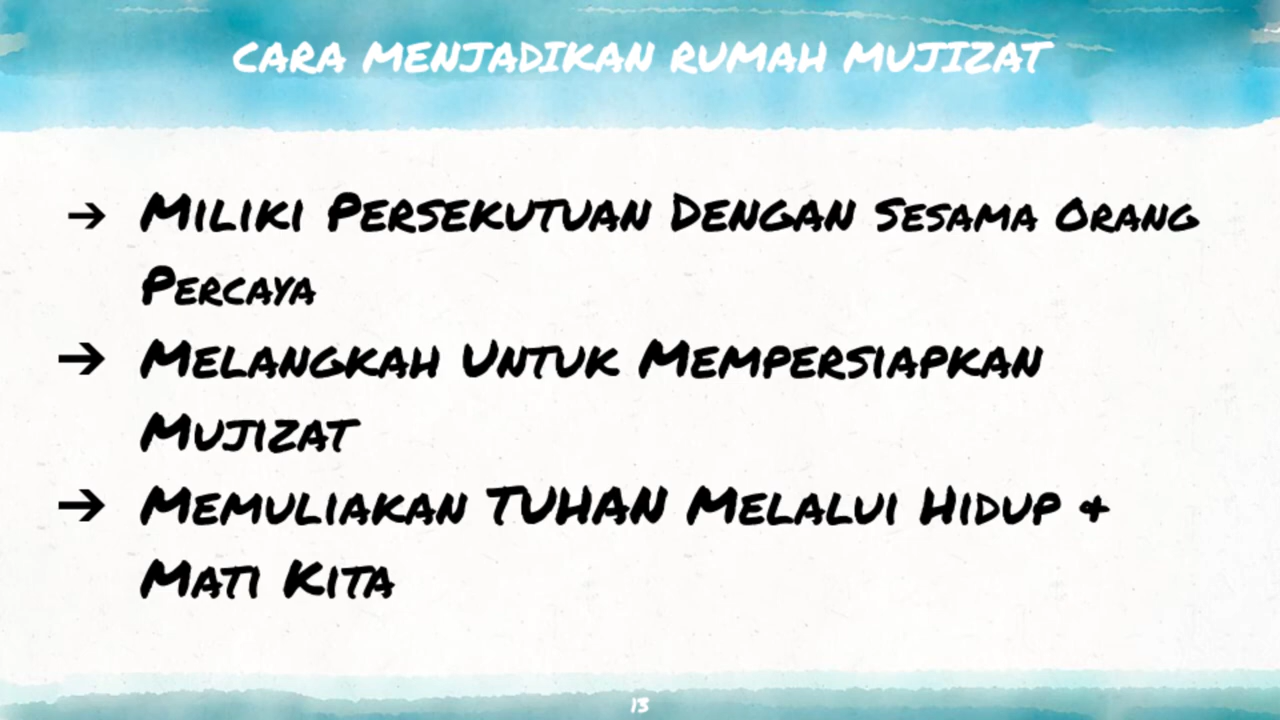 CARA MENJADIKAN RUMAH MUJIZAT
→ Miliki Persekutuan Dengan Sesama Orang
Percaya
→ Melangkah Untuk Mempersiapkan
Mujizat
→ Memuliakan TUHAN Melalui Hidup &
Mati Kita
13